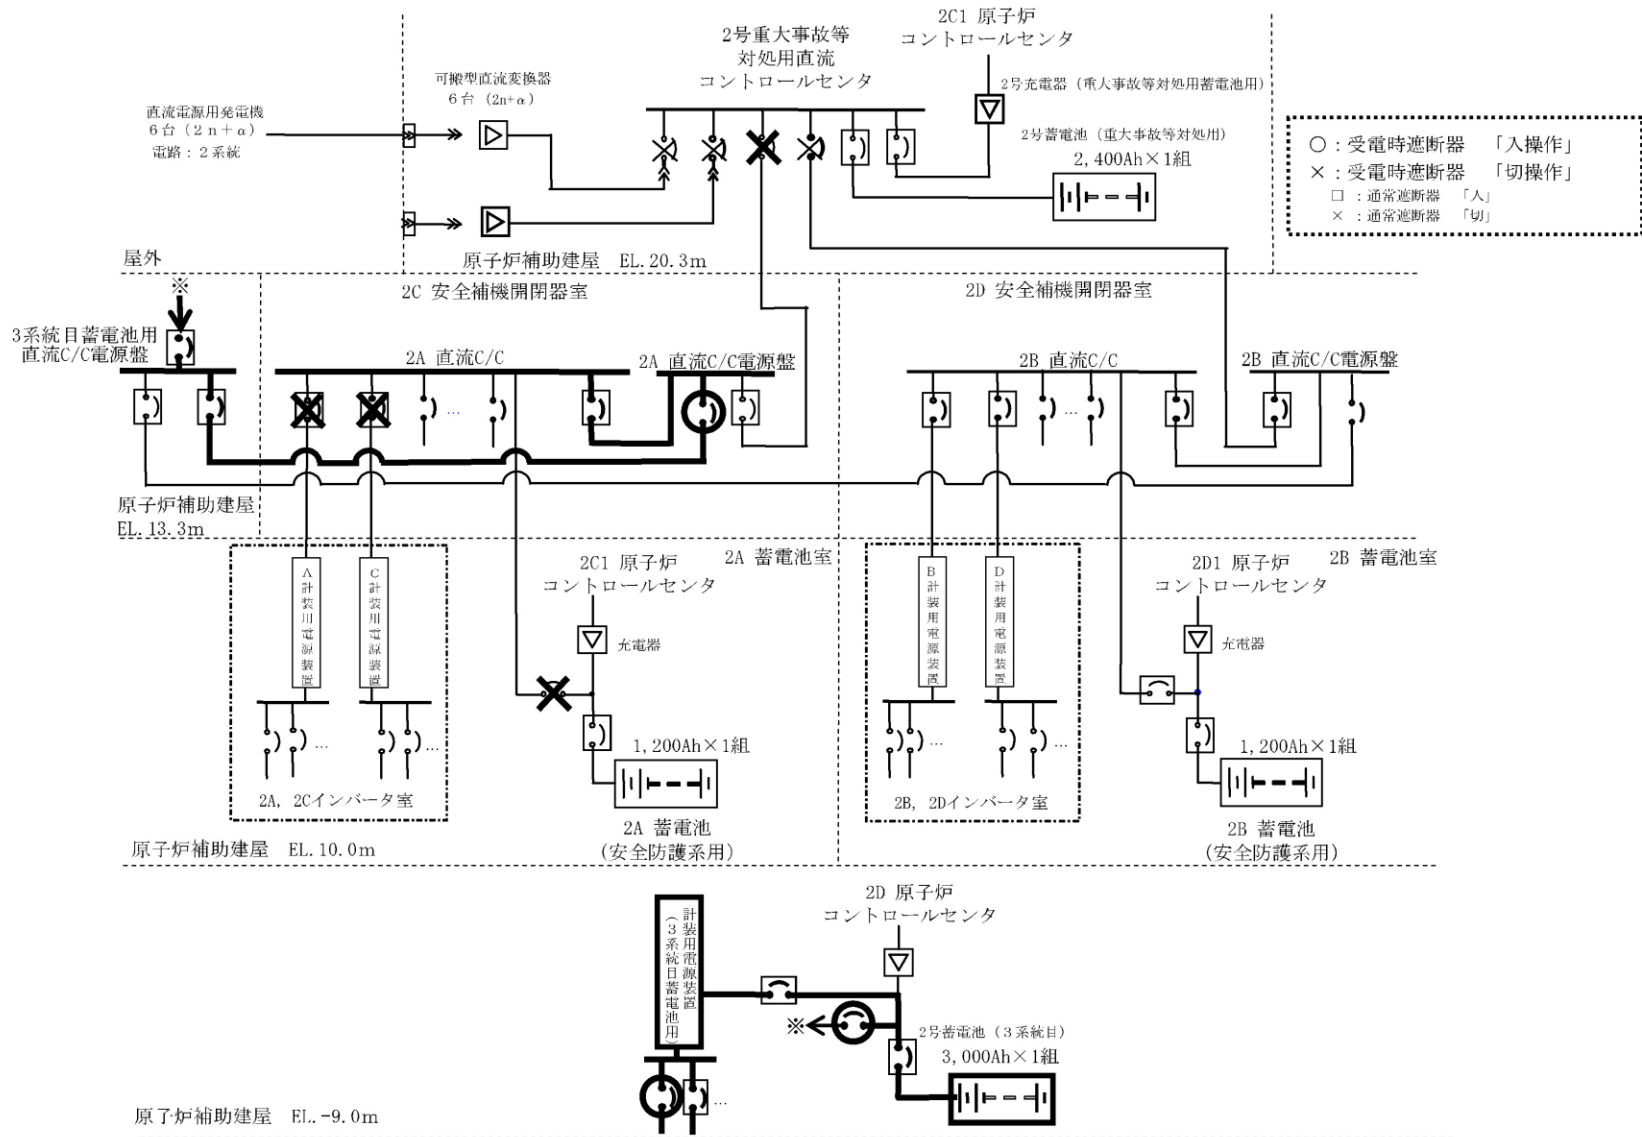 2C1 原子炉
コントロールセンタ
2号重大事故等
対処用直流
コントロールセンタ
可搬型直流変換器
6台（2n+α）
2号充電器（重大事故等対処用蓄電池用）
直流電源用発電機
6台（2n＋α）
電路：2系統
2号蓄電池（重大事故等対処用）
2,400Ah×1組
○：受電時遮断器　「入操作」
×：受電時遮断器　「切操作」
□：通常遮断器　「入」
×：通常遮断器　「切」
屋外
原子炉補助建屋　EL.20.3m
※
2C 安全補機開閉器室
2D 安全補機開閉器室
3系統目蓄電池用
直流C/C電源盤
2A 直流C/C
2A 直流C/C電源盤
2B 直流C/C
2B 直流C/C電源盤
…
…
原子炉補助建屋
EL.13.3m
2A 蓄電池室
2B 蓄電池室
2C1 原子炉
コントロールセンタ
2D1 原子炉
コントロールセンタ
A計装用電源装置
C計装用電源装置
B計装用電源装置
D計装用電源装置
充電器
充電器
…
…
…
…
1,200Ah×1組
1,200Ah×1組
2A, 2Cインバータ室
2B, 2Dインバータ室
2A 蓄電池
(安全防護系用)
2B 蓄電池
(安全防護系用)
原子炉補助建屋　EL.10.0m
2D 原子炉
コントロールセンタ
計装用電源装置
（3系統目蓄電池用）
※
2号蓄電池（３系統目）
3,000Ah×1組
…
原子炉補助建屋　EL.-9.0m